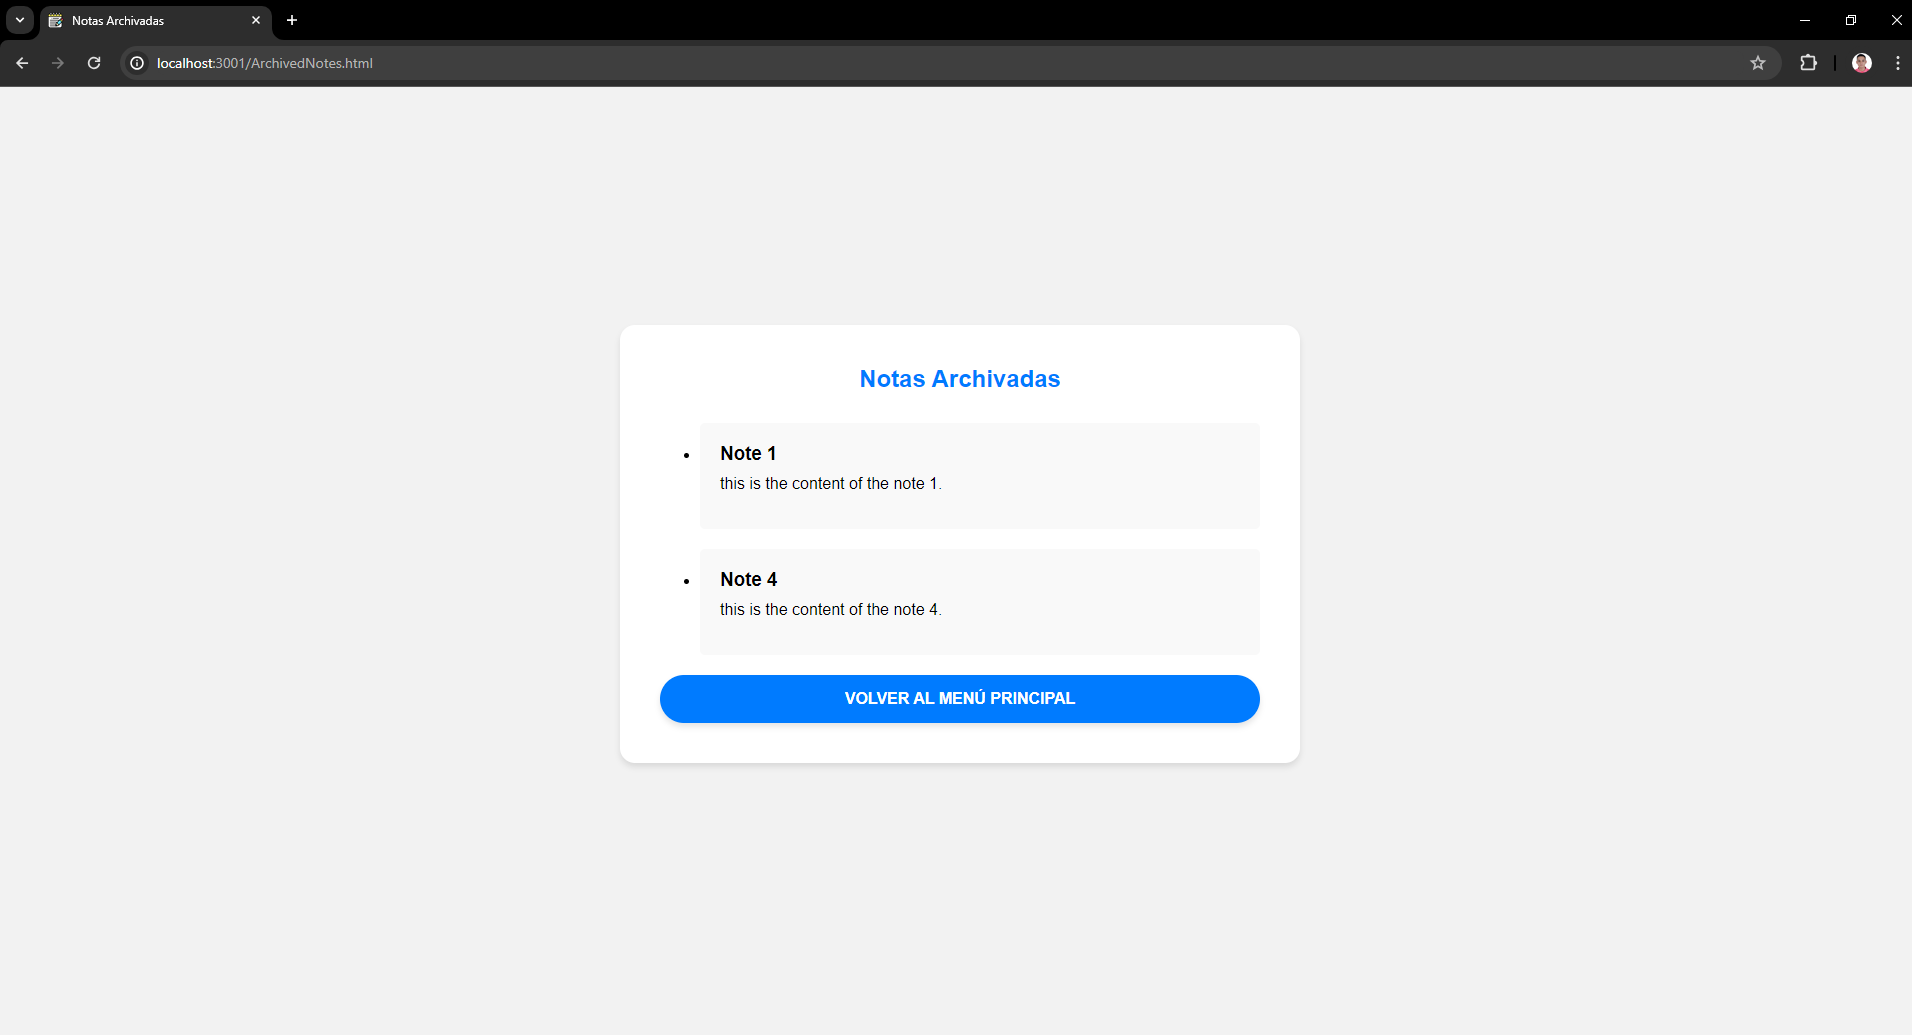 Notas Archivadas
localhost:3001/ArchivedNotes.html
Notas Archivadas
Note 1
this is the content of the note 1.
Note 4
this is the content of the note 4.
VOLVER AL MENÚ PRINCIPAL